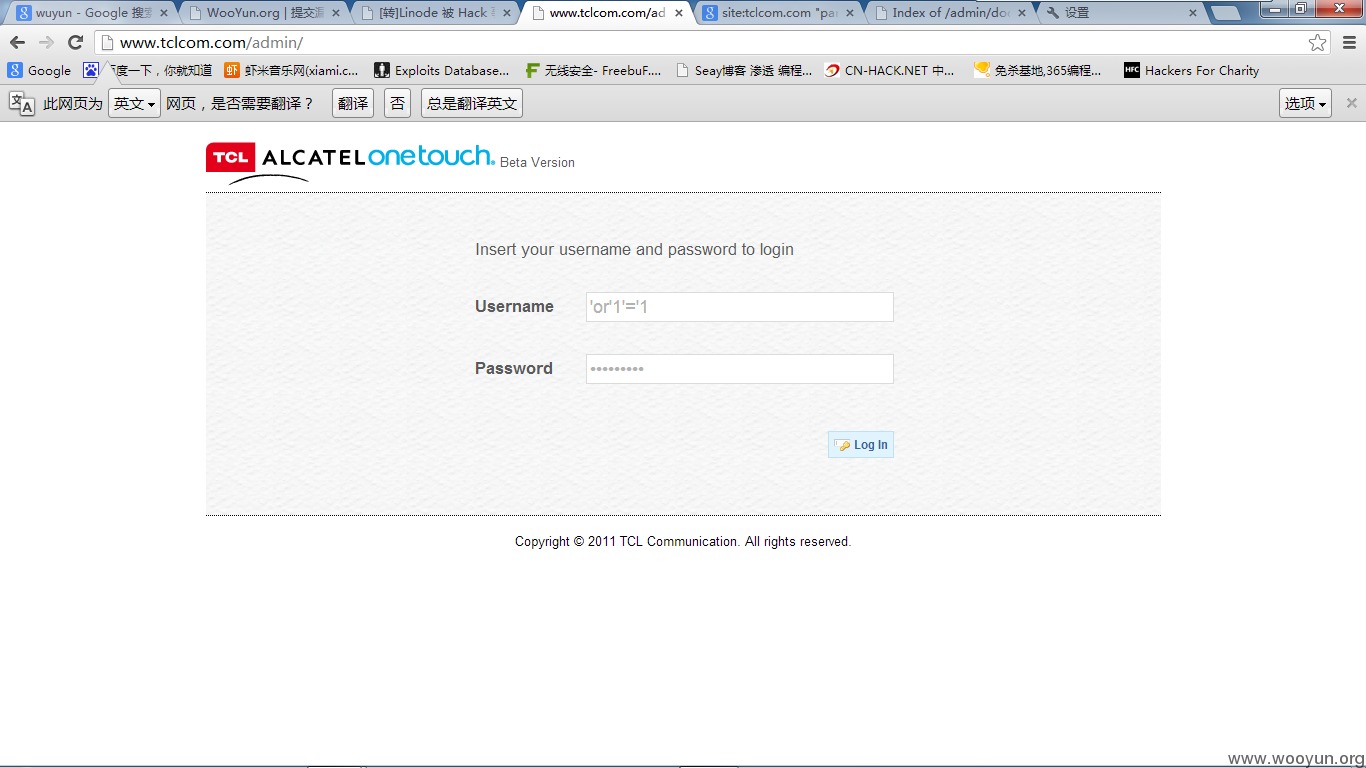 wuyun - Google 搜索
WooYun.org | 提交漏
[转]Linode 被 Hack
www.tclcom.com/ad
site:tclcom.com "pa
Index of /admin/do
设置
www.tclcom.com/admin/
Google
百度一下，你就知道
虾米音乐网(xiami.c...
Exploits Database...
无线安全- FreebuF....
Seay博客 渗透 编程...
CN-HACK.NET 中...
免杀基地,365编程...
HFC Hackers For Charity
此网页为 英文 网页，是否需要翻译？ 翻译 否 总是翻译英文 选项
TCL ALCATEL onetouch. Beta Version
Insert your username and password to login
Username 'or'1'='1
Password •••••••••
Log In
Copyright © 2011 TCL Communication. All rights reserved.
www.wooyun.org